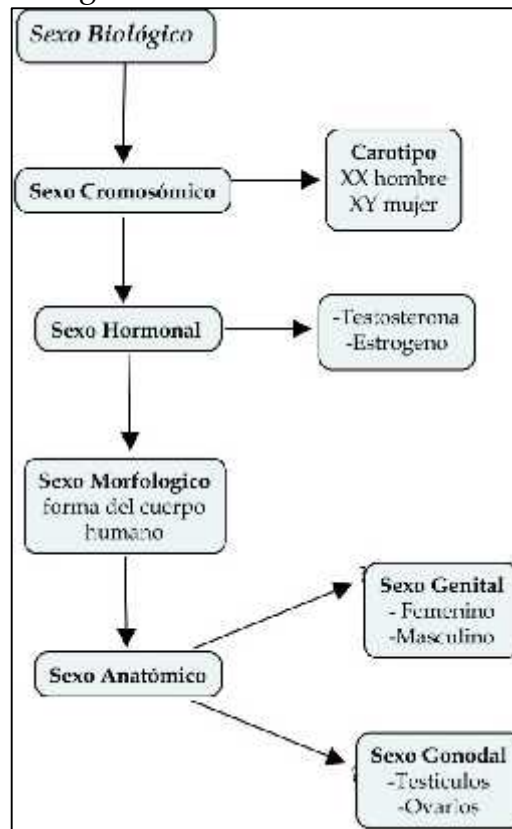 Sexo Biológico
Carotipo
XX hombre
XY mujer
Sexo Cromosómico
Sexo Hormonal
-Testosterona
-Estrogeno
Sexo Morfologico
forma del cuerpo
humano
Sexo Genital
- Femenino
-Masculino
Sexo Anatómico
Sexo Gonodal
-Testiculos
-Ovarios